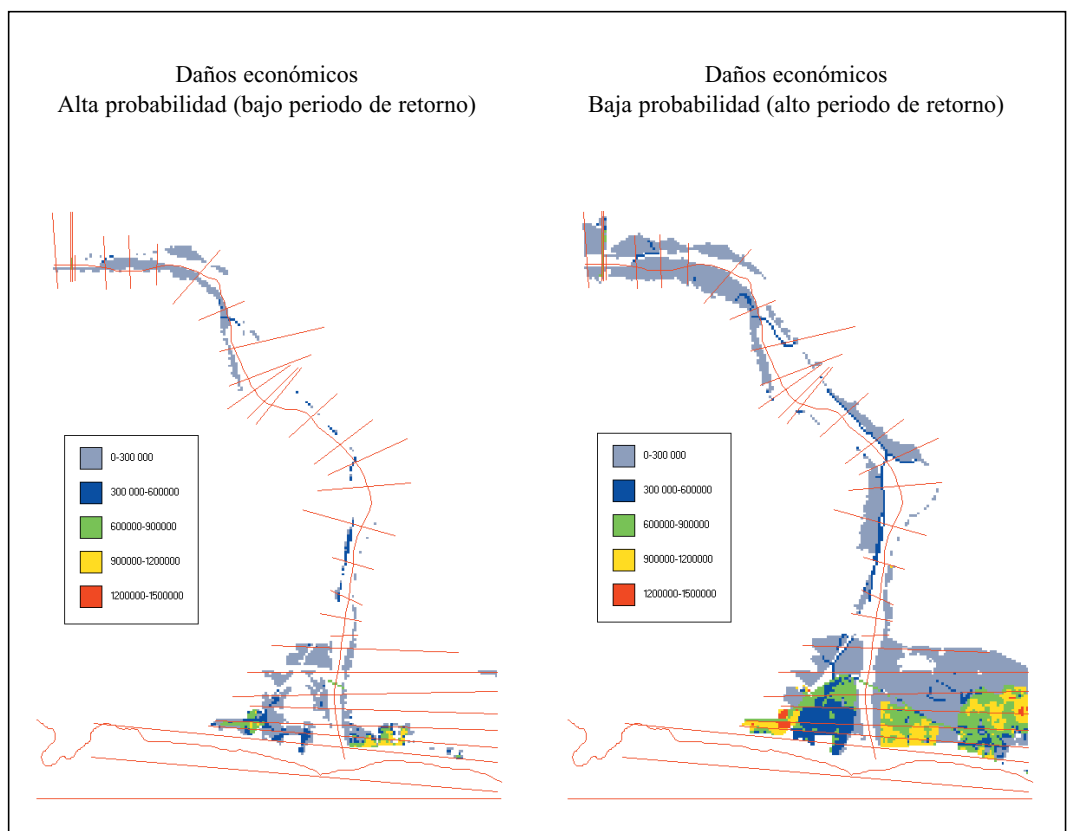 Daños económicos
Alta probabilidad (bajo periodo de retorno)
Daños económicos
Baja probabilidad (alto periodo de retorno)
0-300 000
300 000-600000
600000-900000
900000-1200000
1200000-1500000
0-300 000
300 000-600000
600000-900000
900000-1200000
1200000-1500000